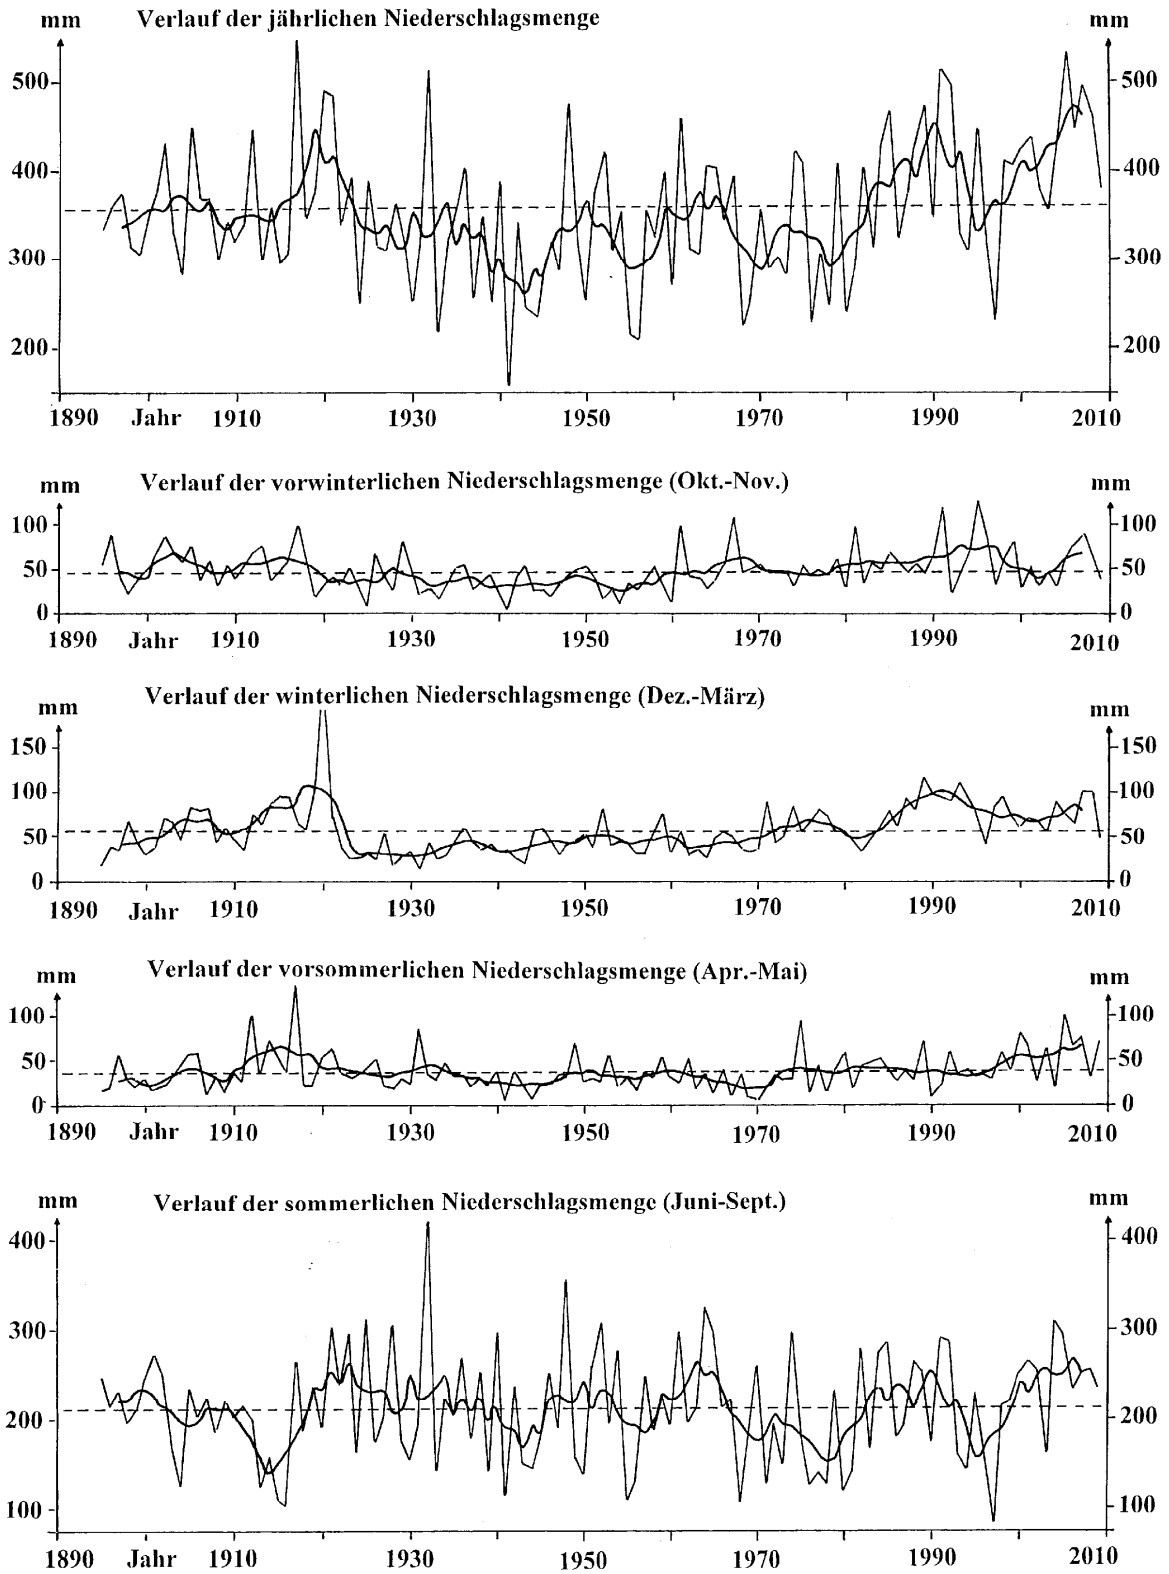 mm Verlauf der jährlichen Niederschlagsmenge mm
500 500
400 400
300 300
200 200
1890 Jahr 1910 1930 1950 1970 1990 2010
mm Verlauf der vorwinterlichen Niederschlagsmenge (Okt.-Nov.) mm
100 100
50 50
0 0
1890 Jahr 1910 1930 1950 1970 1990 2010
mm Verlauf der winterlichen Niederschlagsmenge (Dez.-März) mm
150 150
100 100
50 50
0 0
1890 Jahr 1910 1930 1950 1970 1990 2010
mm Verlauf der vorsommerlichen Niederschlagsmenge (Apr.-Mai) mm
100 100
50 50
0 0
1890 Jahr 1910 1930 1950 1970 1990 2010
mm Verlauf der sommerlichen Niederschlagsmenge (Juni-Sept.) mm
400 400
300 300
200 200
100 100
1890 Jahr 1910 1930 1950 1970 1990 2010